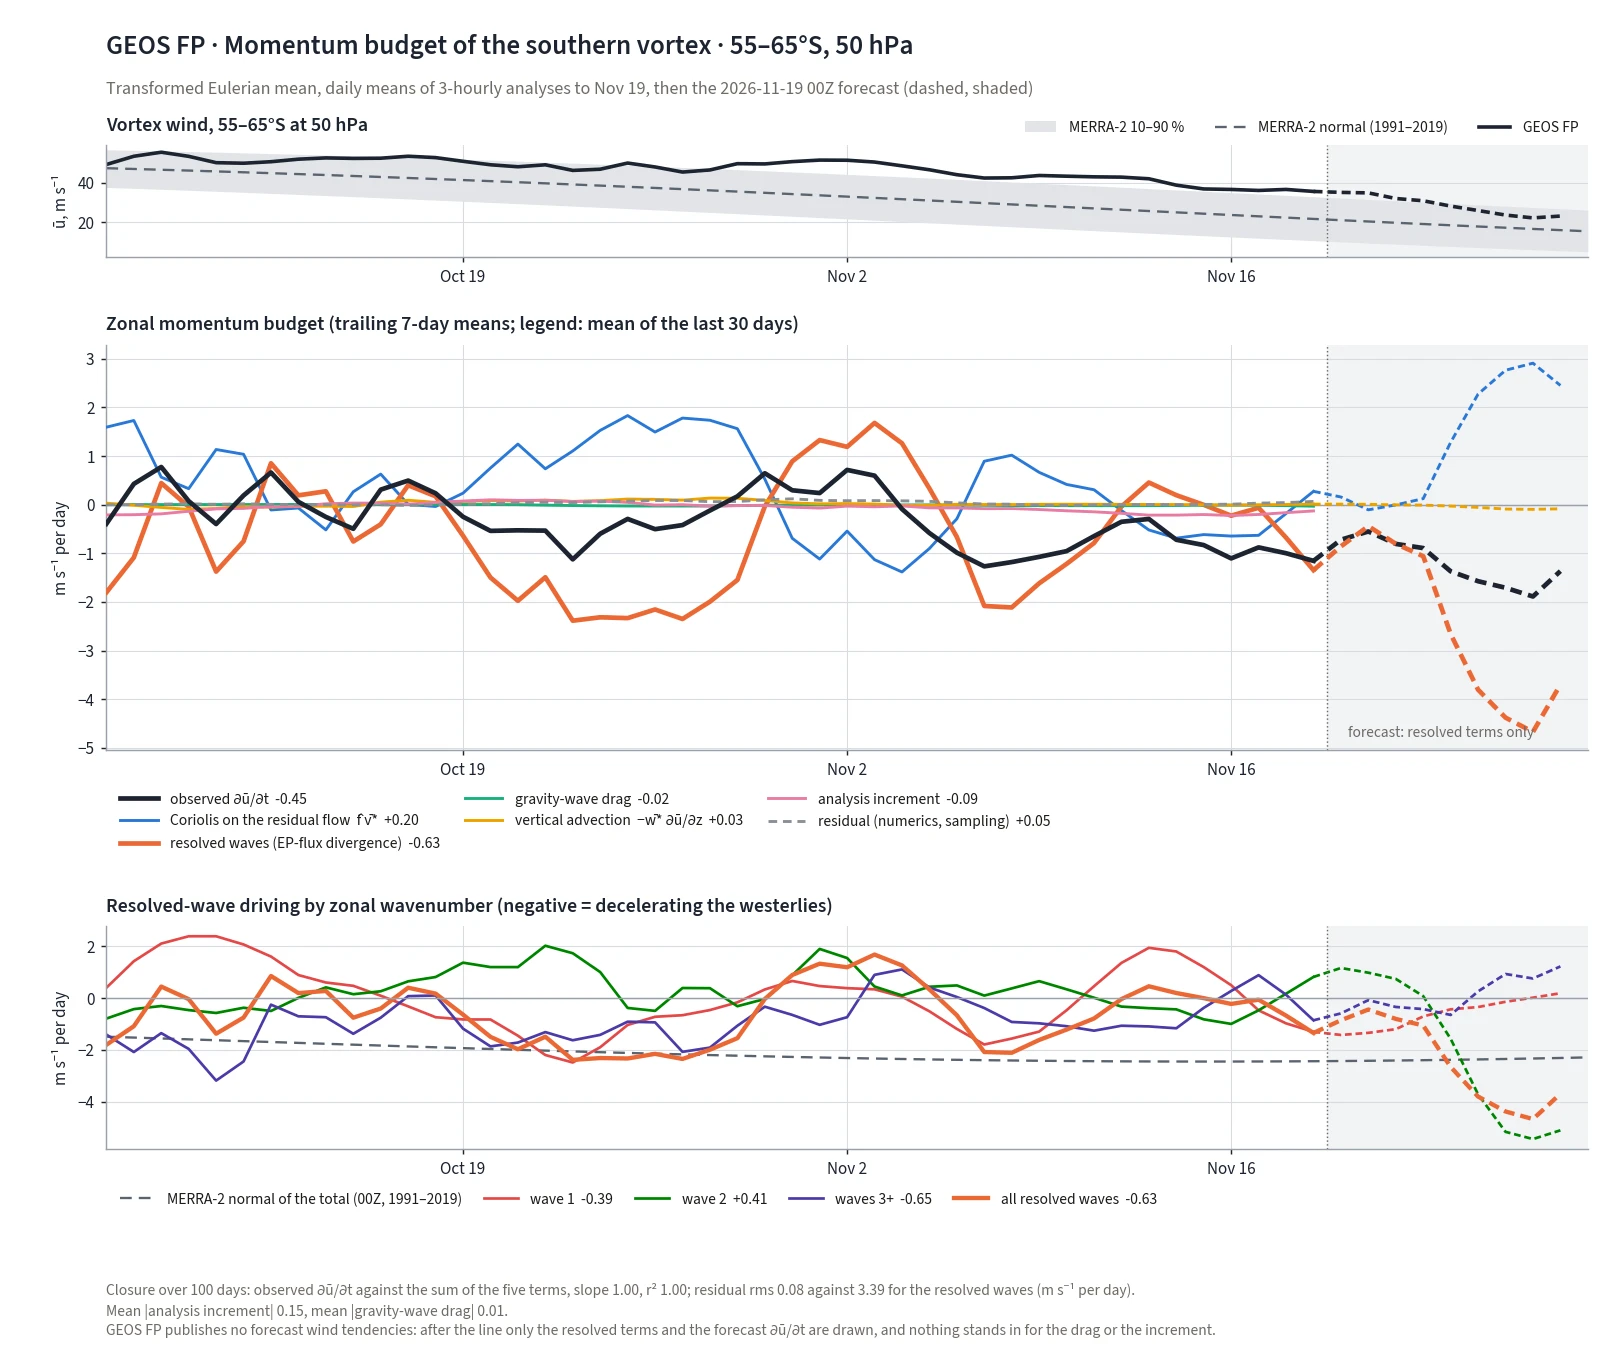 GEOS FP · Momentum budget of the southern vortex · 55–65°S, 50 hPa
Transformed Eulerian mean, daily means of 3-hourly analyses to Nov 19, then the 2026-11-19 00Z forecast (dashed, shaded)
Vortex wind, 55–65°S at 50 hPa
MERRA-2 10–90 %
MERRA-2 normal (1991–2019)
GEOS FP
ū, m s⁻¹
40
20
Oct 19
Nov 2
Nov 16
Zonal momentum budget (trailing 7-day means; legend: mean of the last 30 days)
m s⁻¹ per day
3
2
1
0
−1
−2
−3
−4
−5
forecast: resolved terms only
Oct 19
Nov 2
Nov 16
observed ∂ū/∂t -0.45
gravity-wave drag -0.02
analysis increment -0.09
Coriolis on the residual flow f v̄* +0.20
vertical advection −w̄* ∂ū/∂z +0.03
residual (numerics, sampling) +0.05
resolved waves (EP-flux divergence) -0.63
Resolved-wave driving by zonal wavenumber (negative = decelerating the westerlies)
m s⁻¹ per day
2
0
−2
−4
Oct 19
Nov 2
Nov 16
MERRA-2 normal of the total (00Z, 1991–2019)
wave 1 -0.39
wave 2 +0.41
waves 3+ -0.65
all resolved waves -0.63
Closure over 100 days: observed ∂ū/∂t against the sum of the five terms, slope 1.00, r² 1.00; residual rms 0.08 against 3.39 for the resolved waves (m s⁻¹ per day).
Mean |analysis increment| 0.15, mean |gravity-wave drag| 0.01.
GEOS FP publishes no forecast wind tendencies: after the line only the resolved terms and the forecast ∂ū/∂t are drawn, and nothing stands in for the drag or the increment.